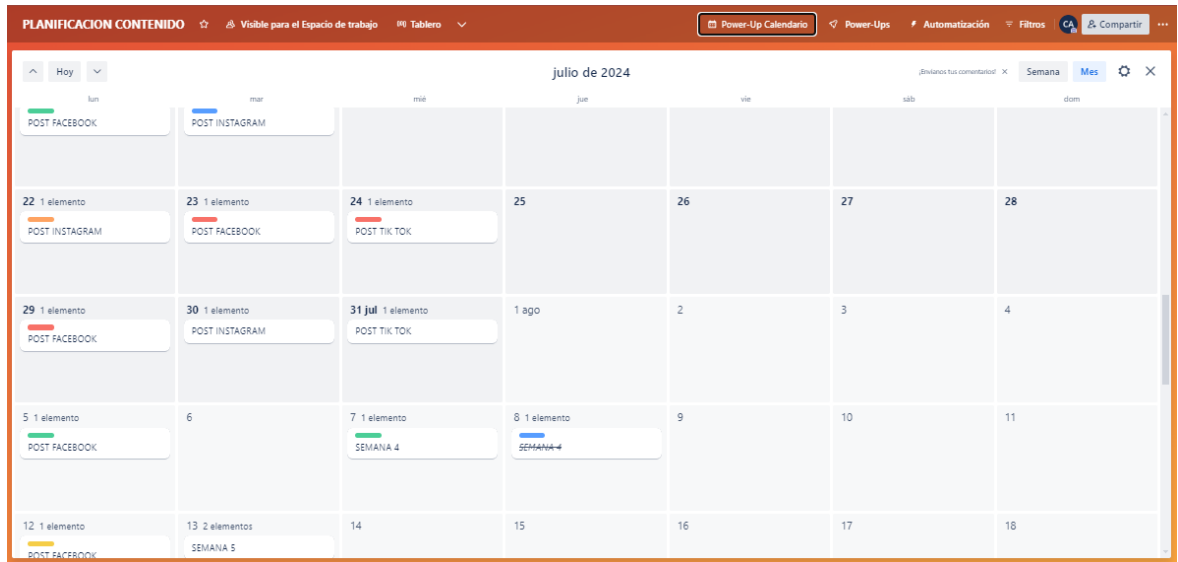 PLANIFICACION CONTENIDO Visible para el Espacio de trabajo Tablero Power-Up Calendario Power-Ups Automatización Filtros CA Compartir
Hoy julio de 2024 ¡Envíanos tus comentarios! Semana Mes
lun mar mié jue vie sáb dom
POST FACEBOOK POST INSTAGRAM
22 1 elemento 23 1 elemento 24 1 elemento 25 26 27 28
POST INSTAGRAM POST FACEBOOK POST TIK TOK
29 1 elemento 30 1 elemento 31 jul 1 elemento 1 ago 2 3 4
POST FACEBOOK POST INSTAGRAM POST TIK TOK
5 1 elemento 6 7 1 elemento 8 1 elemento 9 10 11
POST FACEBOOK SEMANA 4 SEMANA 4
12 1 elemento 13 2 elementos 14 15 16 17 18
POST FACEBOOK SEMANA 5